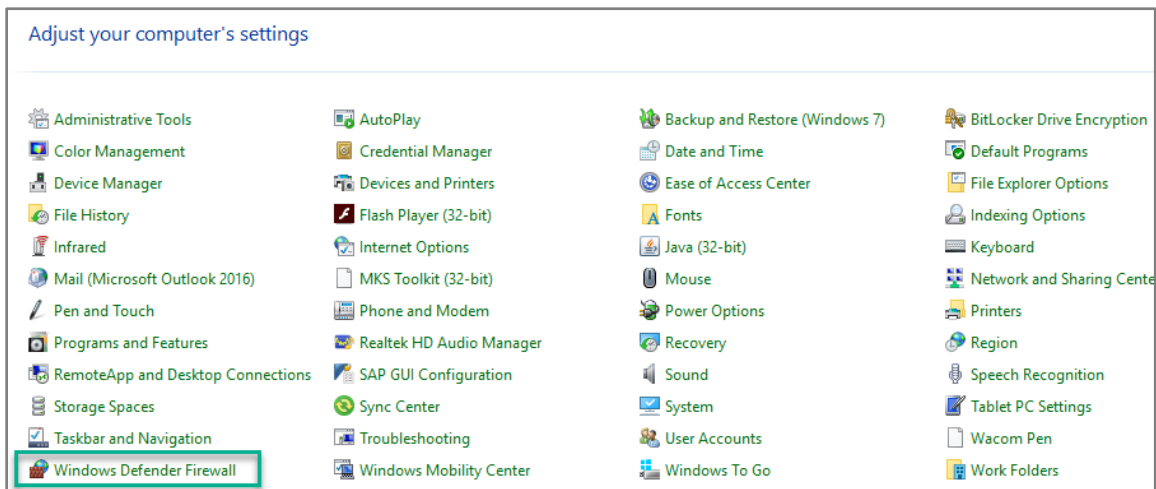 Adjust your computer's settings
Administrative Tools
AutoPlay
Backup and Restore (Windows 7)
BitLocker Drive Encryption
Color Management
Credential Manager
Date and Time
Default Programs
Device Manager
Devices and Printers
Ease of Access Center
File Explorer Options
File History
Flash Player (32-bit)
Fonts
Indexing Options
Infrared
Internet Options
Java (32-bit)
Keyboard
Mail (Microsoft Outlook 2016)
MKS Toolkit (32-bit)
Mouse
Network and Sharing Cente
Pen and Touch
Phone and Modem
Power Options
Printers
Programs and Features
Realtek HD Audio Manager
Recovery
Region
RemoteApp and Desktop Connections
SAP GUI Configuration
Sound
Speech Recognition
Storage Spaces
Sync Center
System
Tablet PC Settings
Taskbar and Navigation
Troubleshooting
User Accounts
Wacom Pen
Windows Defender Firewall
Windows Mobility Center
Windows To Go
Work Folders